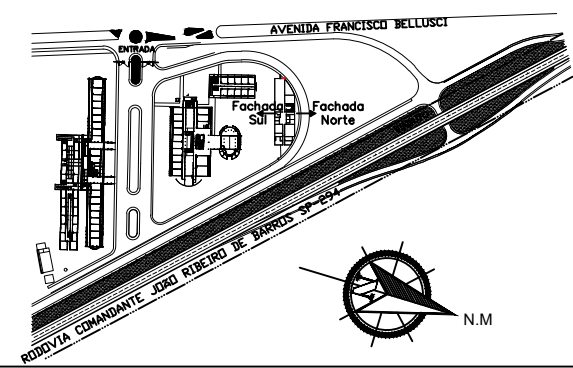 AVENIDA FRANCISCO BELLUSCI
ENTRADA
Fachada Sul
Fachada Norte
RODOVIA COMANDANTE JOÃO RIBEIRO DE BARROS SP-294
N.M